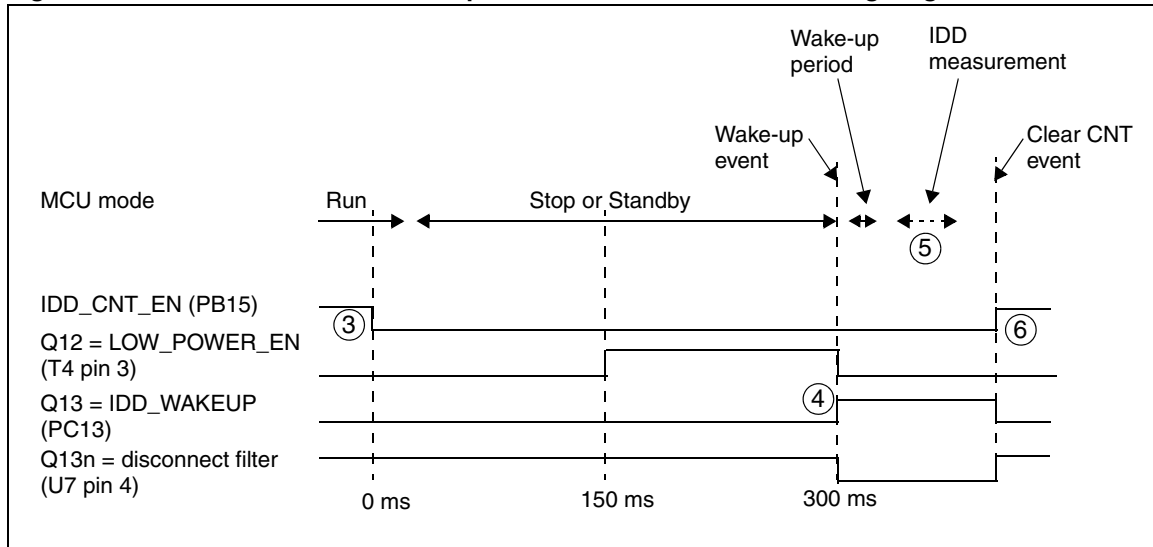 Wake-up
period
IDD
measurement
Wake-up
event
Clear CNT
event
MCU mode
Run
Stop or Standby
5
IDD_CNT_EN (PB15)
3
6
Q12 = LOW_POWER_EN
(T4 pin 3)
Q13 = IDD_WAKEUP
(PC13)
4
Q13n = disconnect filter
(U7 pin 4)
0 ms
150 ms
300 ms